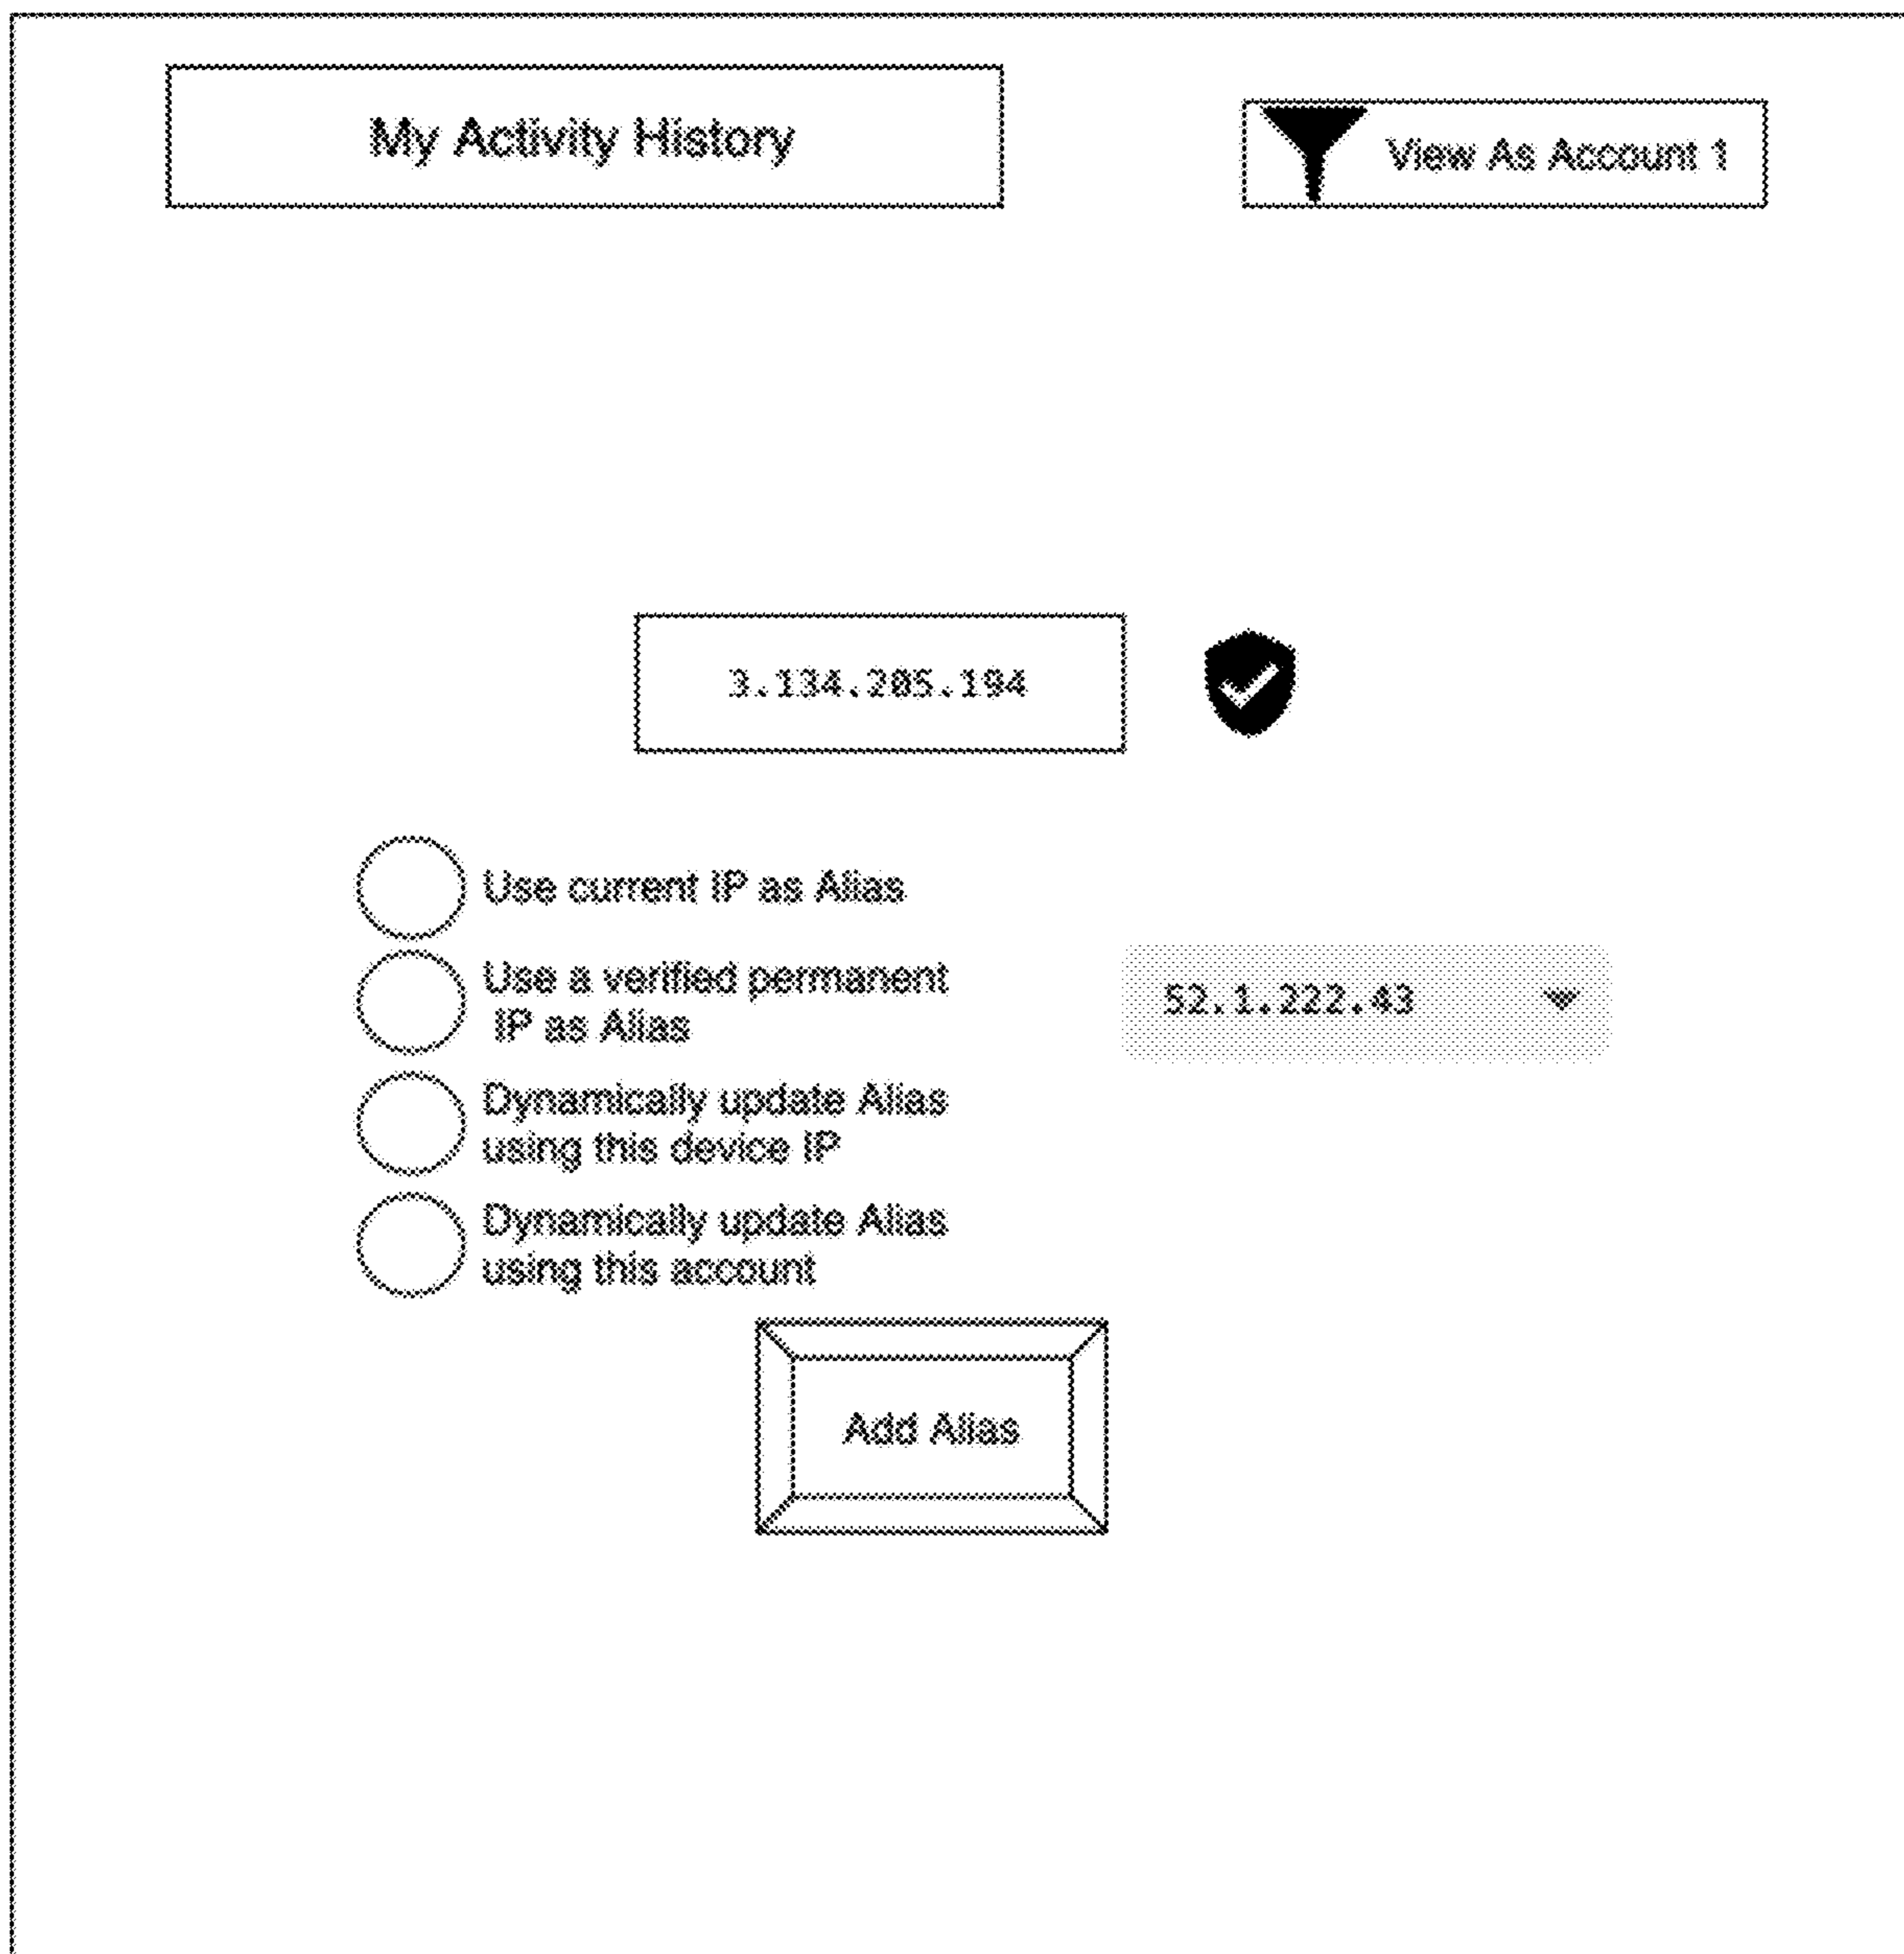 My Activity History
View As Account 1
3.134.205.194
Use current IP as Alias
Use a verified permanent
IP as Alias
52.1.222.43
Dynamically update Alias
using this device IP
Dynamically update Alias
using this account
Add Alias